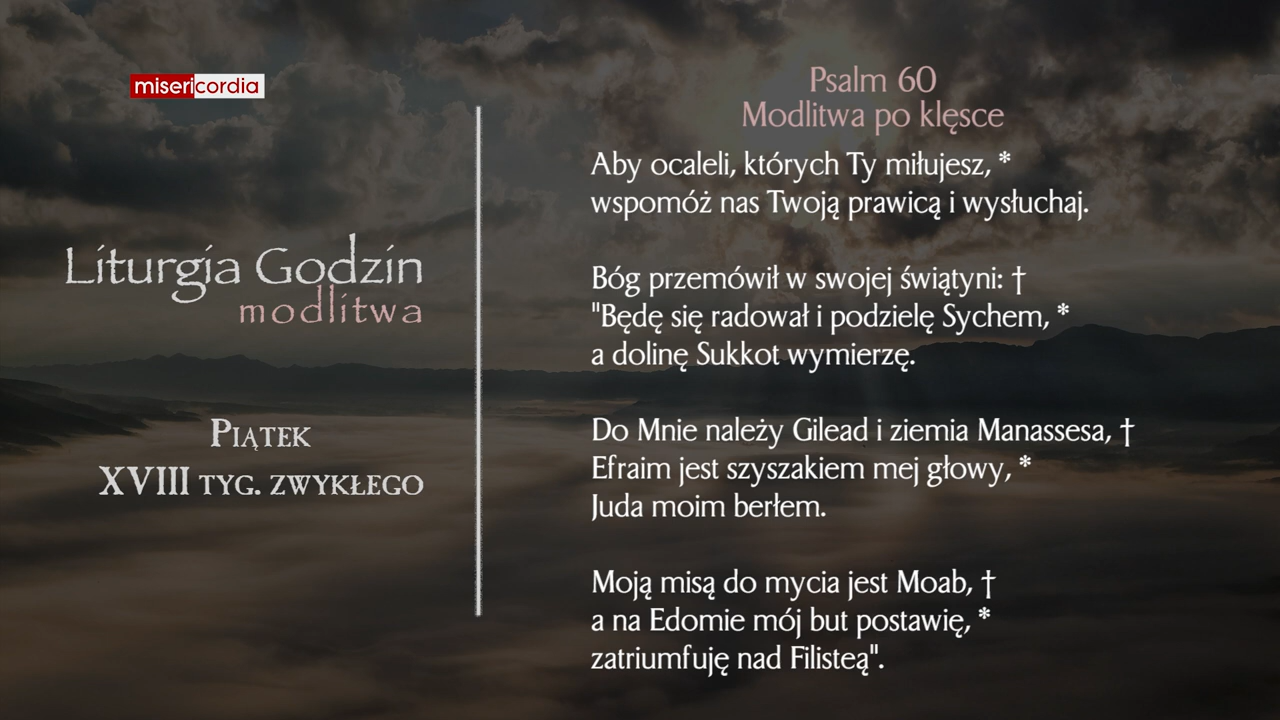 misericordia
Liturgia Godzin
modlitwa
Piątek
XVIII tyg. zwykłego
Psalm 60
Modlitwa po klęsce
Aby ocaleli, których Ty miłujesz, *
wspomóż nas Twoją prawicą i wysłuchaj.
Bóg przemówił w swojej świątyni: †
"Będę się radował i podzielę Sychem, *
a dolinę Sukkot wymierzę.
Do Mnie należy Gilead i ziemia Manassesa, †
Efraim jest szyszakiem mej głowy, *
Juda moim berłem.
Moją misą do mycia jest Moab, †
a na Edomie mój but postawię, *
zatriumfuję nad Filisteą".